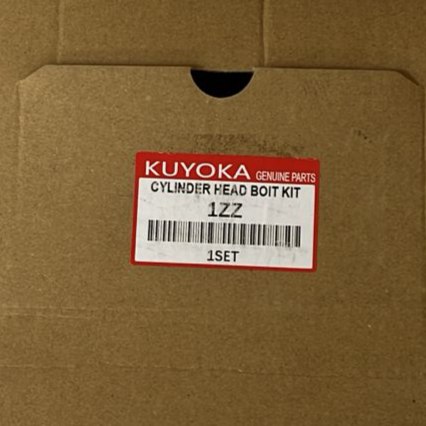 KUYOKA GENUINE PARTS
CYLINDER HEAD BOIT KIT
1ZZ
1SET